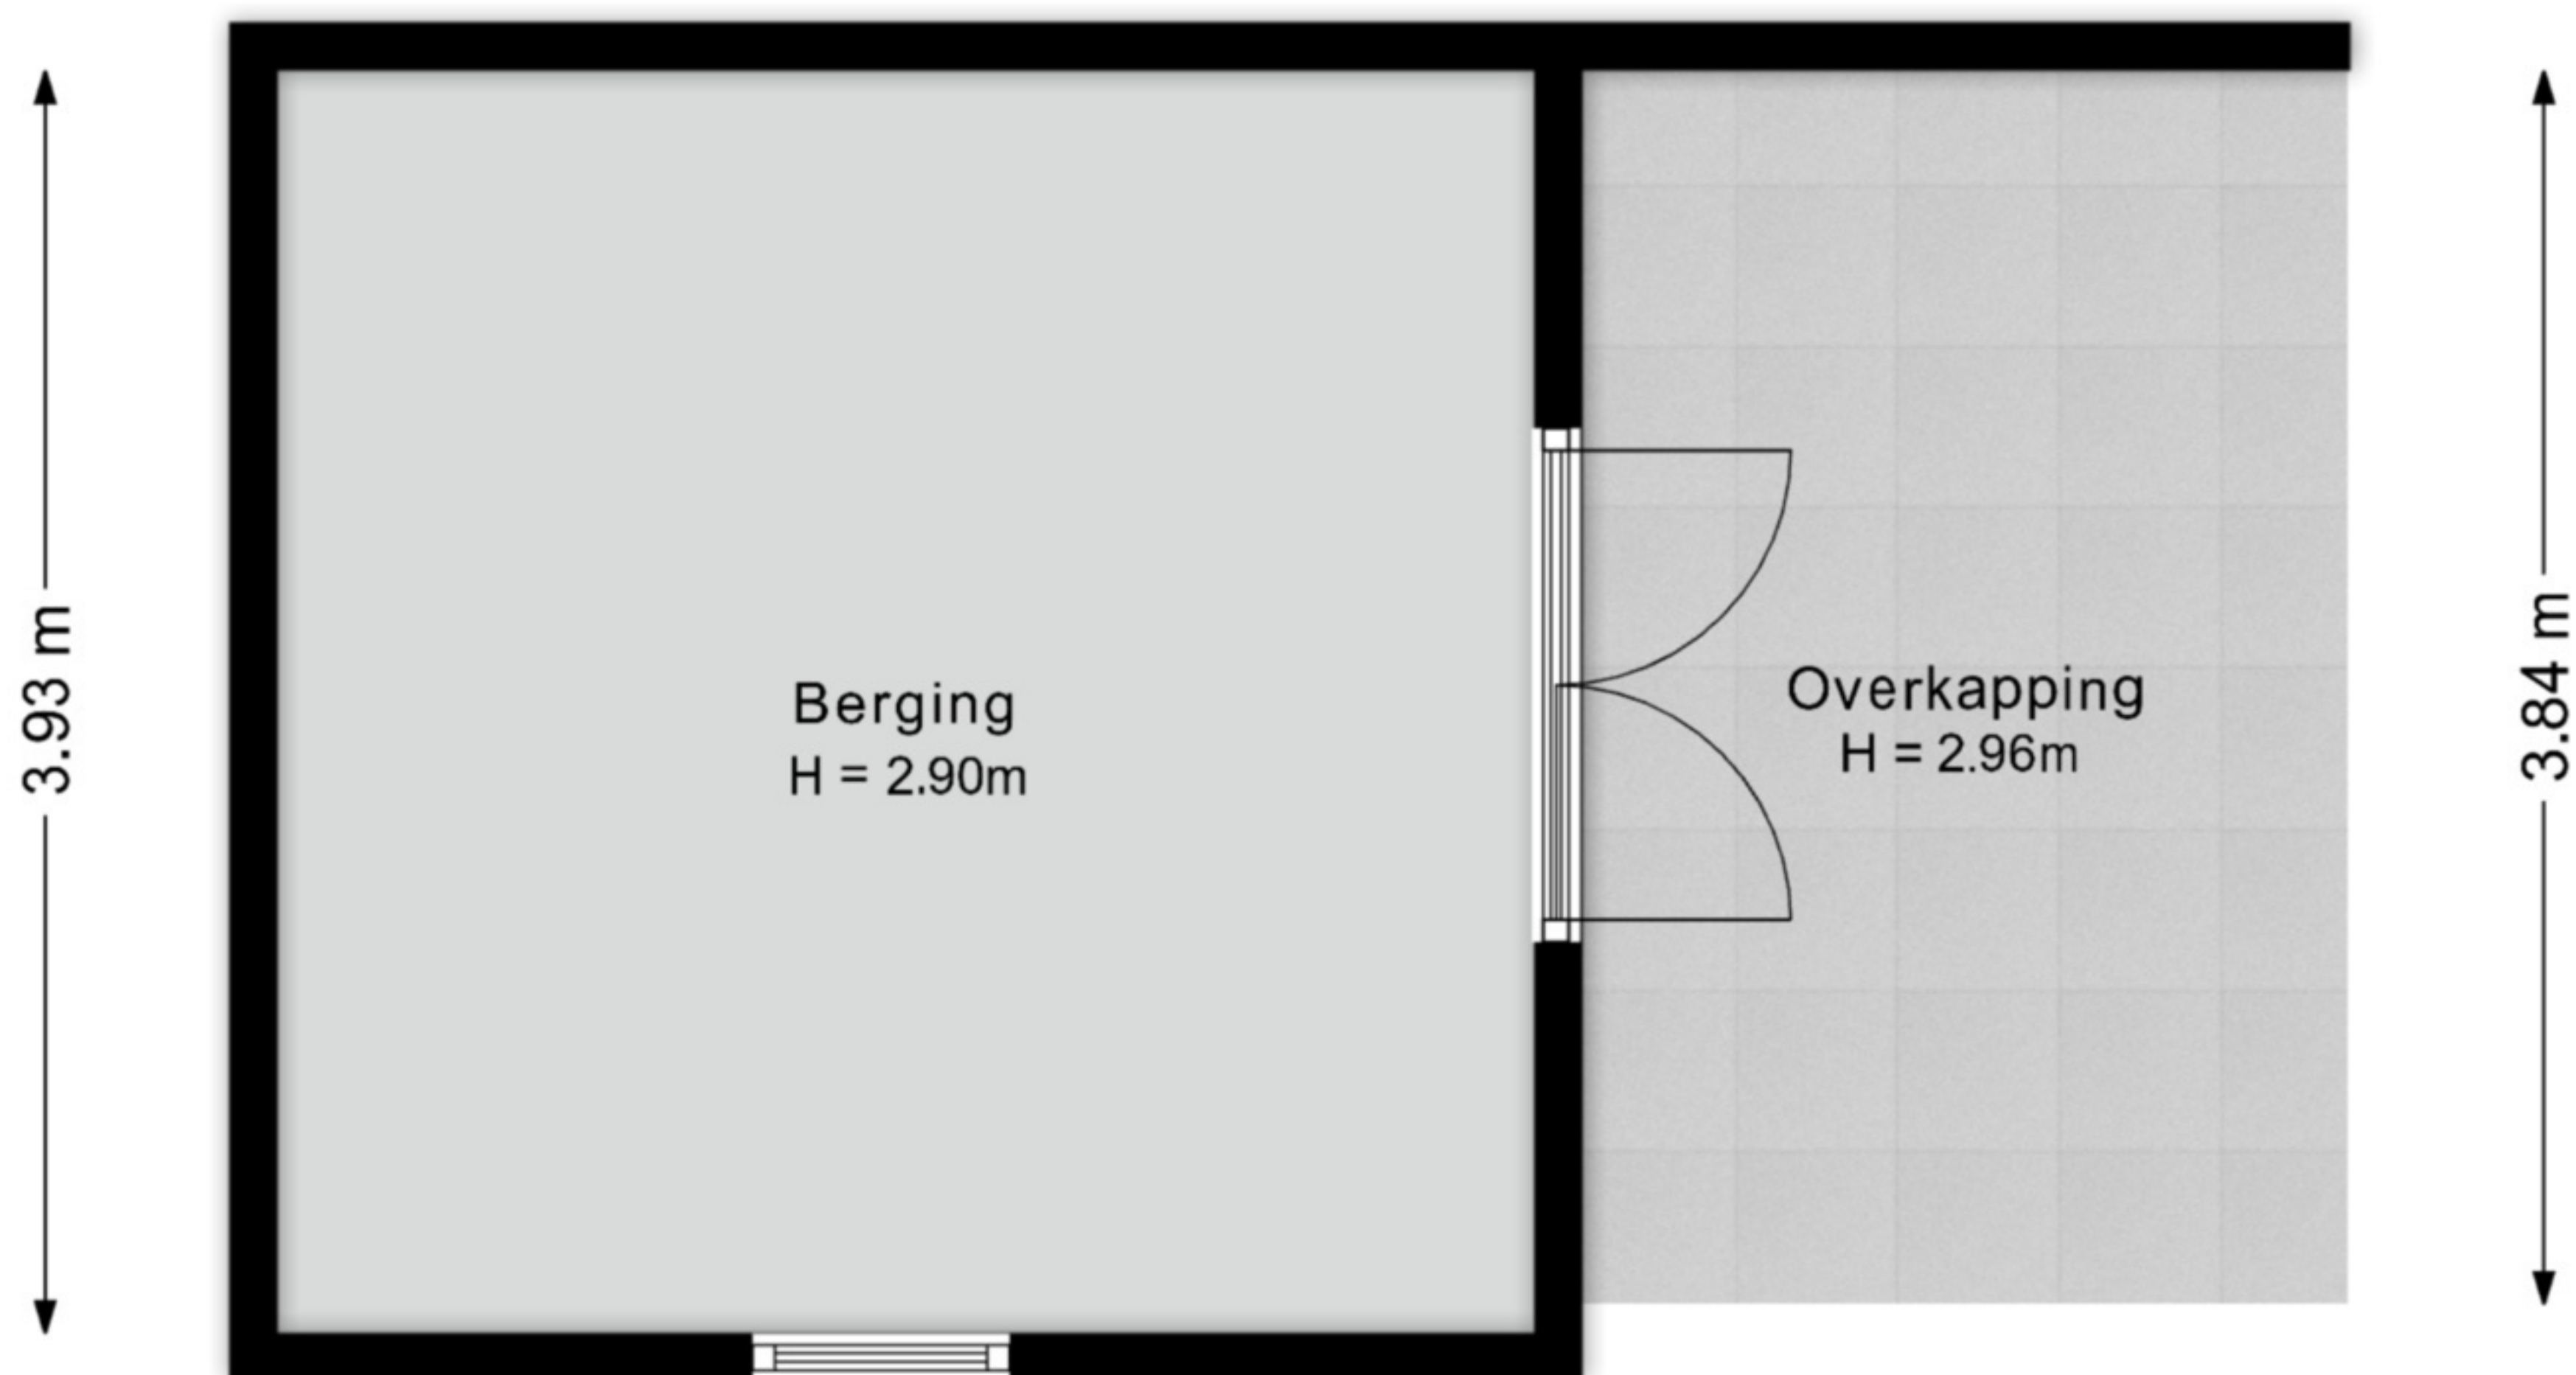 3.93 m
Berging
H = 2.90m
Overkapping
H = 2.96m
3.84 m